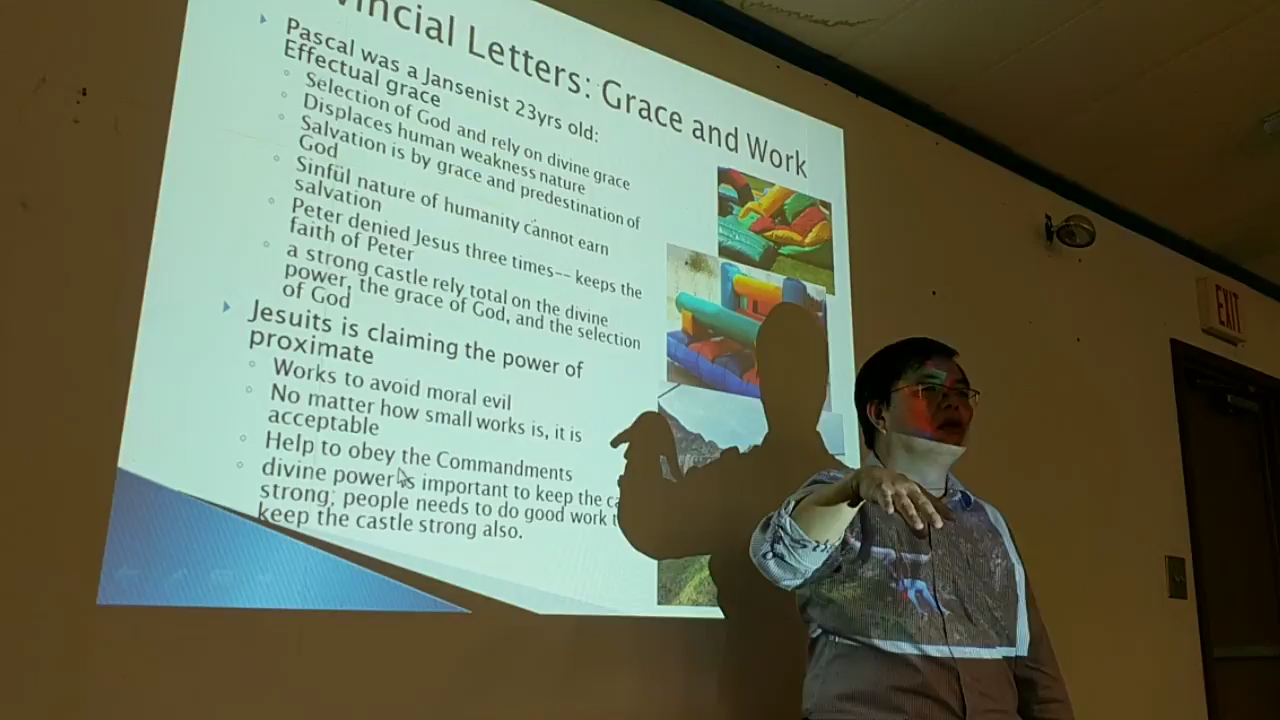 vincial Letters: Grace and Work
Pascal was a Jansenist 23yrs old:
Effectual grace
Selection of God and rely on divine grace
Displaces human weakness nature
Salvation is by grace and predestination of
God
Sinful nature of humanity cannot earn
salvation
Peter denied Jesus three times-- keeps the
faith of Peter
a strong castle rely total on the divine
power, the grace of God, and the selection
of God
Jesuits is claiming the power of
proximate
Works to avoid moral evil
No matter how small works is, it is
acceptable
Help to obey the Commandments
divine power is important to keep the ca
strong; people needs to do good work t
keep the castle strong also.
EXIT